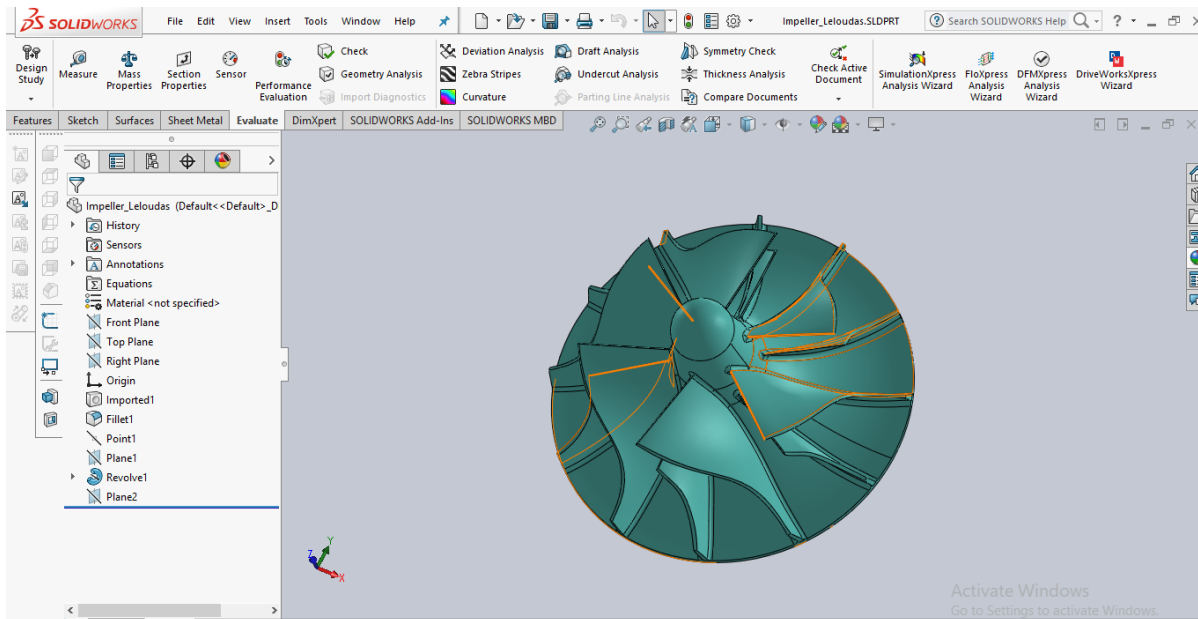 SOLIDWORKS File Edit View Insert Tools Window Help Impeller_Leloudas.SLDPRT Search SOLIDWORKS Help ?
Design Study
Measure
Mass Properties
Section Properties
Sensor
Performance Evaluation
Check
Geometry Analysis
Import Diagnostics
Deviation Analysis
Zebra Stripes
Curvature
Draft Analysis
Undercut Analysis
Parting Line Analysis
Symmetry Check
Thickness Analysis
Compare Documents
Check Active Document
SimulationXpress Analysis Wizard
FloXpress Analysis Wizard
DFMXpress Analysis Wizard
DriveWorksXpress Wizard
Features Sketch Surfaces Sheet Metal Evaluate DimXpert SOLIDWORKS Add-Ins SOLIDWORKS MBD
Impeller_Leloudas (Default<<Default>_D
History
Sensors
Annotations
Equations
Material <not specified>
Front Plane
Top Plane
Right Plane
Origin
Imported1
Fillet1
Point1
Plane1
Revolve1
Plane2
Y
Z
X
Activate Windows
Go to Settings to activate Windows.